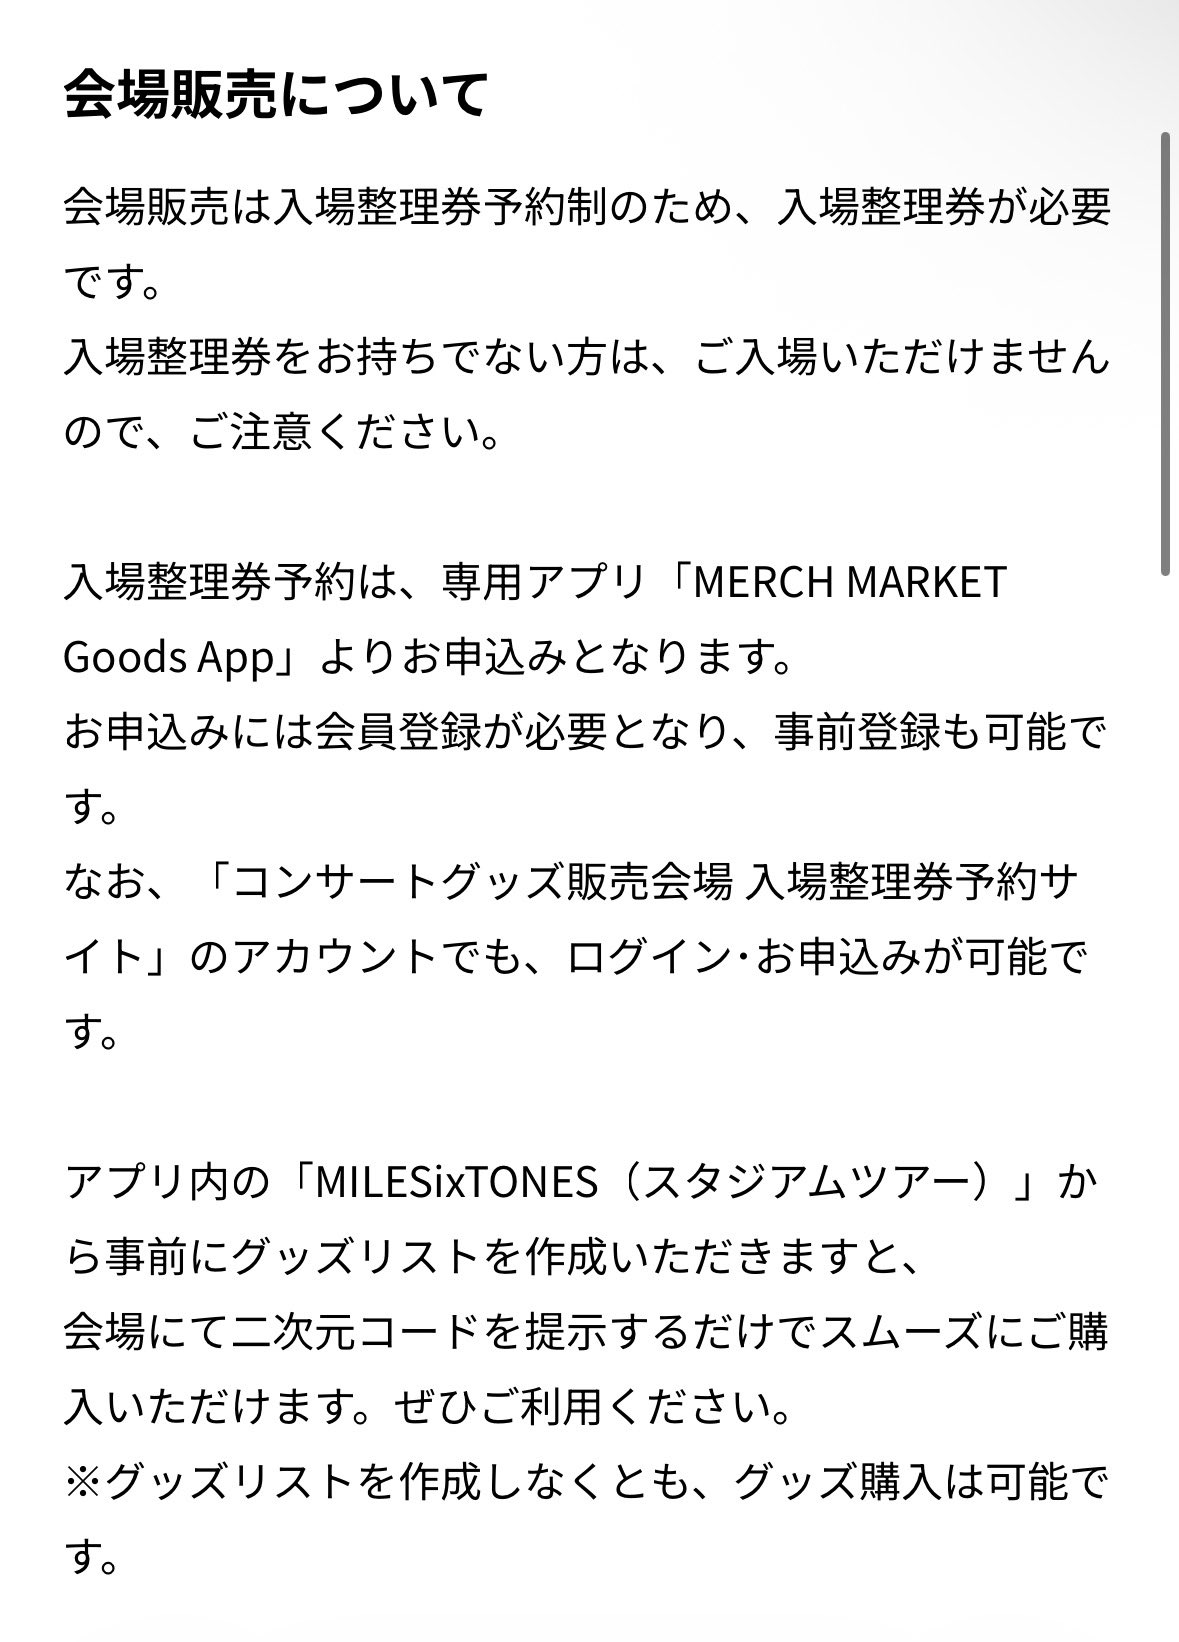 会場販売について
会場販売は入場整理券予約制のため、入場整理券が必要
です。
入場整理券をお持ちでない方は、ご入場いただけません
ので、ご注意ください。
入場整理券予約は、専用アプリ「MERCH MARKET
Goods App」よりお申込みとなります。
お申込みには会員登録が必要となり、事前登録も可能で
す。
なお、「コンサートグッズ販売会場 入場整理券予約サ
イト」のアカウントでも、ログイン･お申込みが可能で
す。
アプリ内の「MILESixTONES（スタジアムツアー）」か
ら事前にグッズリストを作成いただきますと、
会場にて二次元コードを提示するだけでスムーズにご購
入いただけます。ぜひご利用ください。
※グッズリストを作成しなくとも、グッズ購入は可能で
す。